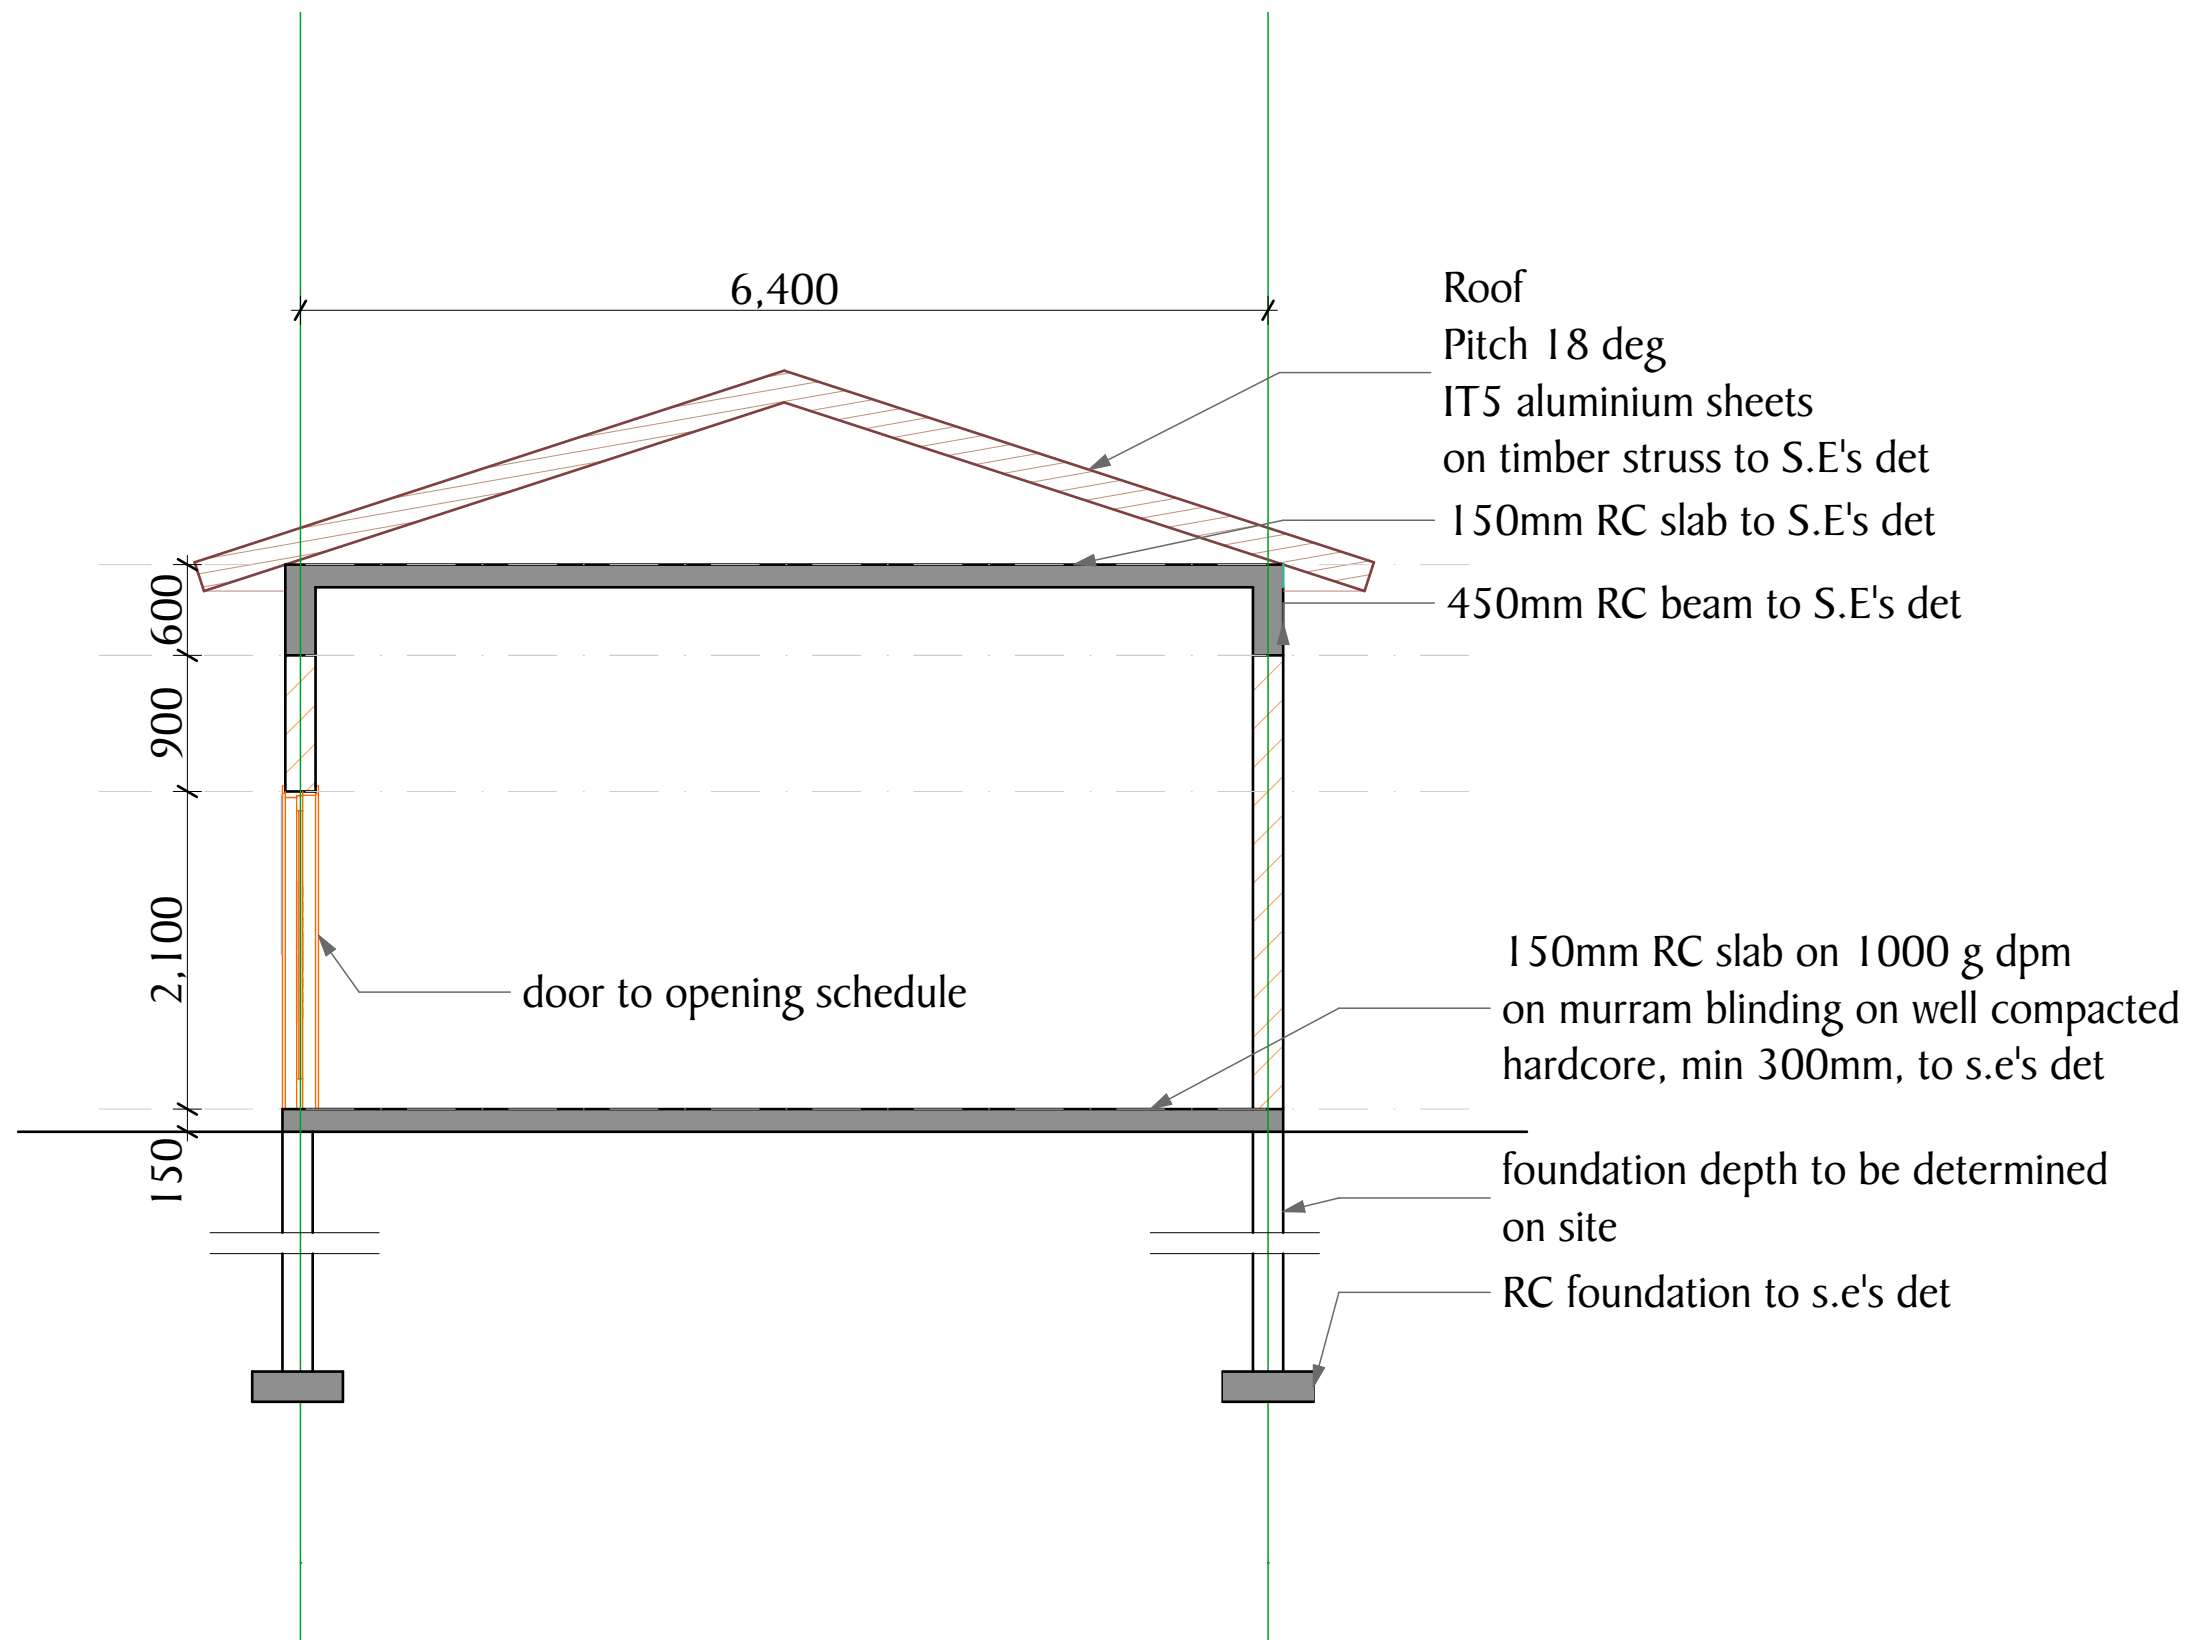 6,400
Roof
Pitch 18 deg
IT5 aluminium sheets
on timber struss to S.E's det
150mm RC slab to S.E's det
450mm RC beam to S.E's det
600
900
2,100
150
door to opening schedule
150mm RC slab on 1000 g dpm
on murram blinding on well compacted
hardcore, min 300mm, to s.e's det
foundation depth to be determined
on site
RC foundation to s.e's det